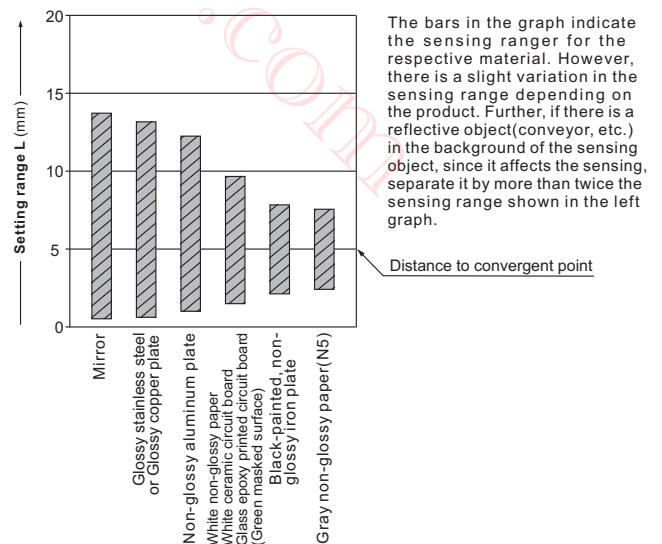 20
15
10
5
0
Setting range L (mm)
Mirror
Glossy stainless steel
or Glossy copper plate
Non-glossy aluminum plate
White non-glossy paper
White ceramic circuit board
Glass epoxy printed circuit board
(Green masked surface)
Black-painted, non-
glossy iron plate
Gray non-glossy paper(N5)
The bars in the graph indicate
the sensing ranger for the
respective material. However,
there is a slight variation in the
sensing range depending on
the product. Further, if there is a
reflective object(conveyor, etc.)
in the background of the sensing
object, since it affects the sensing,
separate it by more than twice the
sensing range shown in the left
graph.
Distance to convergent point
.com